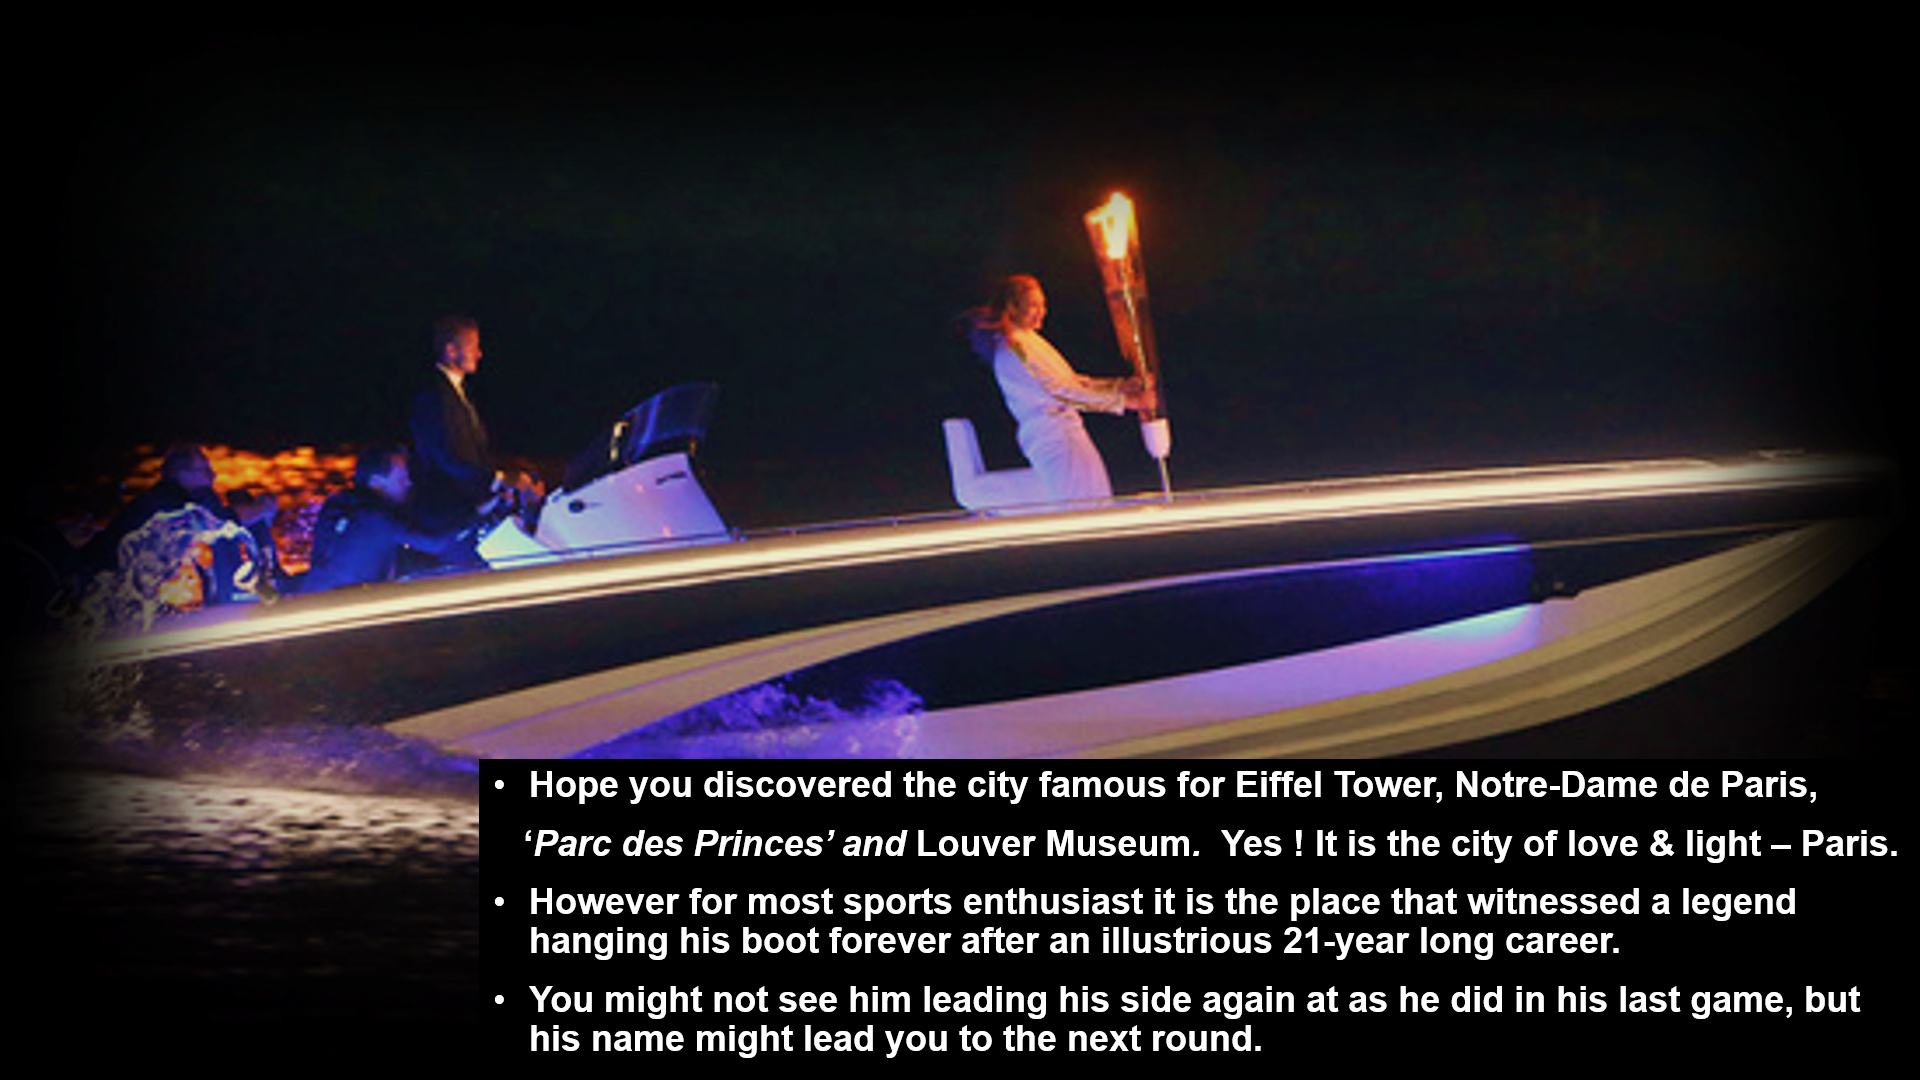 • Hope you discovered the city famous for Eiffel Tower, Notre-Dame de Paris,
‘Parc des Princes’ and Louver Museum.  Yes ! It is the city of love & light – Paris.
• However for most sports enthusiast it is the place that witnessed a legend
hanging his boot forever after an illustrious 21-year long career.
• You might not see him leading his side again at as he did in his last game, but
his name might lead you to the next round.